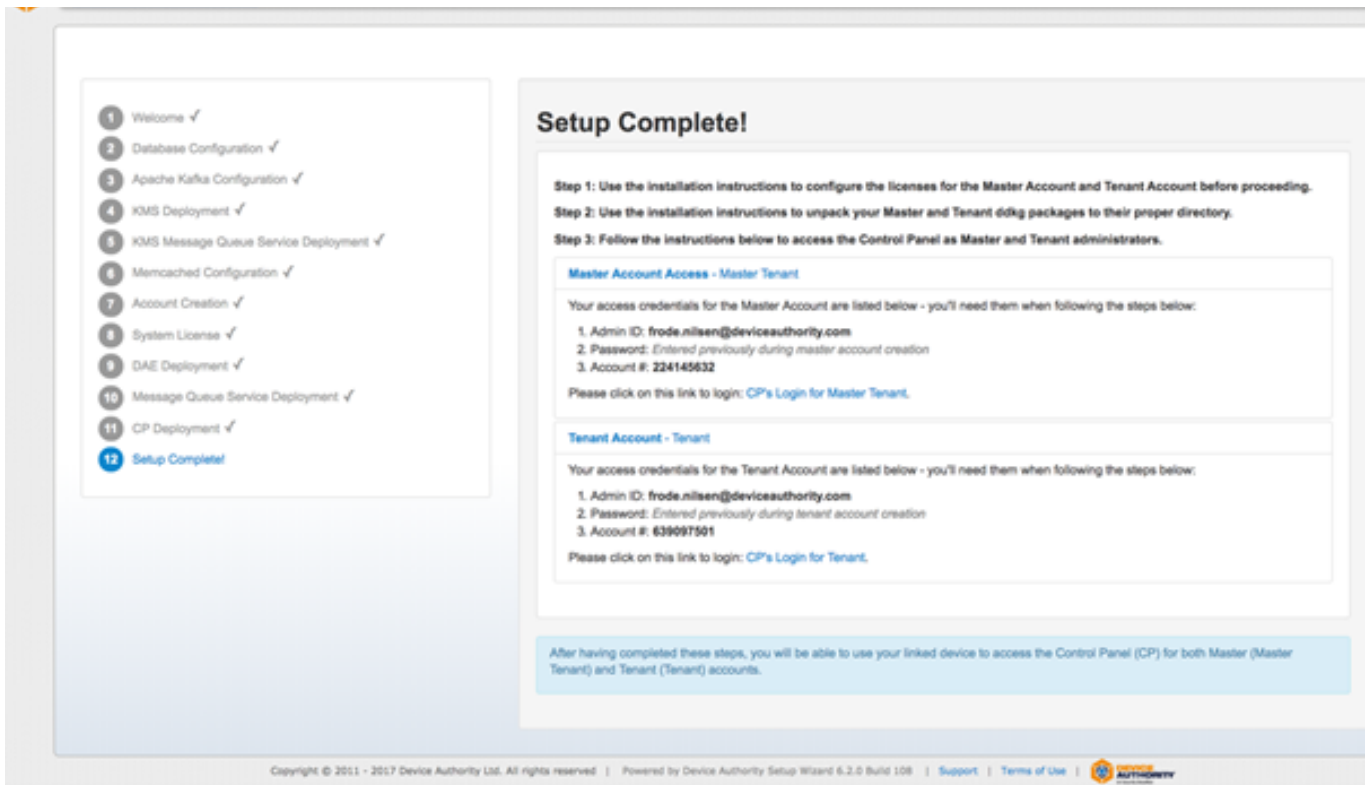 1 Welcome ✓
2 Database Configuration ✓
3 Apache Kafka Configuration ✓
4 KMS Deployment ✓
5 KMS Message Queue Service Deployment ✓
6 Memcached Configuration ✓
7 Account Creation ✓
8 System License ✓
9 DAE Deployment ✓
10 Message Queue Service Deployment ✓
11 CP Deployment ✓
12 Setup Complete!
Setup Complete!
Step 1: Use the installation instructions to configure the licenses for the Master Account and Tenant Account before proceeding.
Step 2: Use the installation instructions to unpack your Master and Tenant ddkg packages to their proper directory.
Step 3: Follow the instructions below to access the Control Panel as Master and Tenant administrators.
Master Account Access - Master Tenant
Your access credentials for the Master Account are listed below - you'll need them when following the steps below:
1. Admin ID: frode.nilsen@deviceauthority.com
2. Password: Entered previously during master account creation
3. Account #: 224145632
Please click on this link to login: CP's Login for Master Tenant.
Tenant Account - Tenant
Your access credentials for the Tenant Account are listed below - you'll need them when following the steps below:
1. Admin ID: frode.nilsen@deviceauthority.com
2. Password: Entered previously during tenant account creation
3. Account #: 639097501
Please click on this link to login: CP's Login for Tenant.
After having completed these steps, you will be able to use your linked device to access the Control Panel (CP) for both Master (Master
Tenant) and Tenant (Tenant) accounts.
Copyright © 2011 - 2017 Device Authority Ltd. All rights reserved | Powered by Device Authority Setup Wizard 6.2.0 Build 108 | Support | Terms of Use |
DEVICE
AUTHORITY